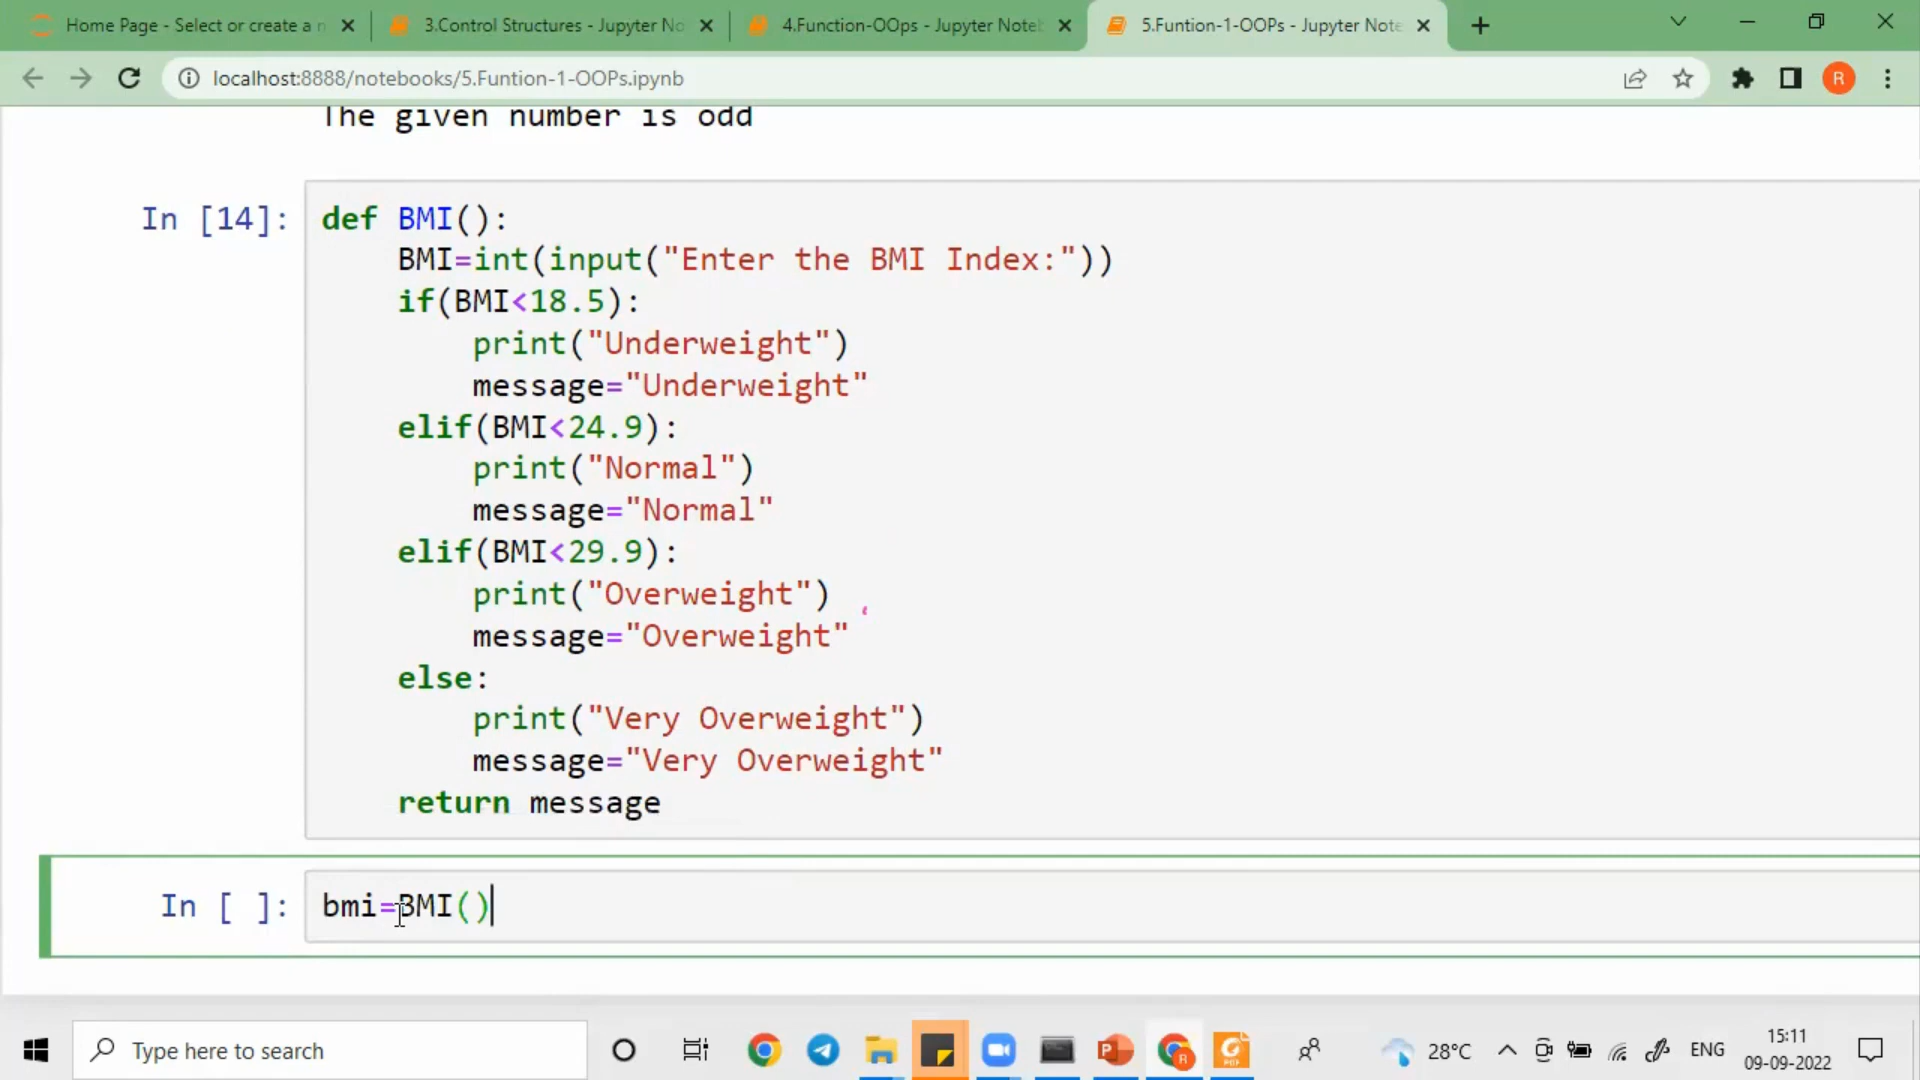 Home Page - Select or create a n
3.Control Structures - Jupyter No
4.Function-OOps - Jupyter Noteb
5.Funtion-1-OOPs - Jupyter Note
localhost:8888/notebooks/5.Funtion-1-OOPs.ipynb
R
The given number is odd
In [14]:
def BMI():
    BMI=int(input("Enter the BMI Index:"))
    if(BMI<18.5):
        print("Underweight")
        message="Underweight"
    elif(BMI<24.9):
        print("Normal")
        message="Normal"
    elif(BMI<29.9):
        print("Overweight")
        message="Overweight"
    else:
        print("Very Overweight")
        message="Very Overweight"
    return message
In [ ]:
bmi=BMI()
Type here to search
28°C
ENG
15:11
09-09-2022